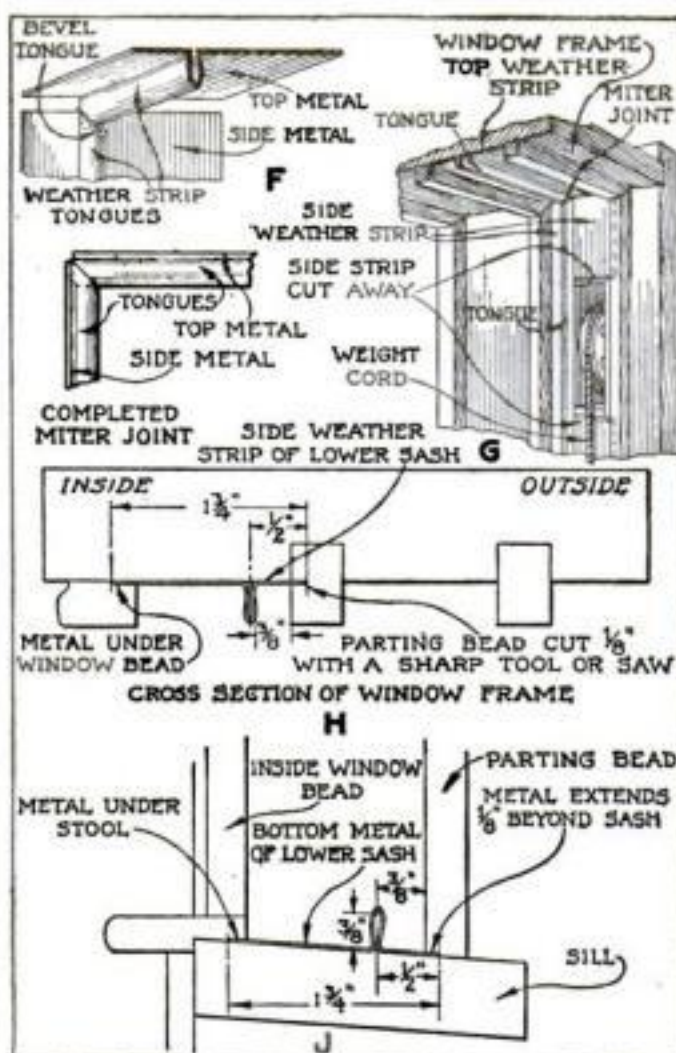 BEVEL
TONGUE
TOP METAL
SIDE METAL
WEATHER STRIP
TONGUES
F
WINDOW FRAME
TOP WEATHER-
STRIP
MITER
JOINT
TONGUE
SIDE
WEATHER STRIP
SIDE STRIP
CUT AWAY
TONGUE
WEIGHT
CORD
G
TONGUES
TOP METAL
SIDE METAL
COMPLETED
MITER JOINT
SIDE WEATHER
STRIP OF LOWER SASH
INSIDE
OUTSIDE
1 3/4"
1/2"
3/8"
METAL UNDER
WINDOW BEAD
PARTING BEAD CUT 1/8"
WITH A SHARP TOOL OR SAW
CROSS SECTION OF WINDOW FRAME
H
INSIDE WINDOW
BEAD
PARTING BEAD
METAL UNDER
STOOL
BOTTOM METAL
OF LOWER SASH
METAL EXTENDS
1/8" BEYOND SASH
3/8"
3/8"
1/2"
1 3/4"
SILL
J